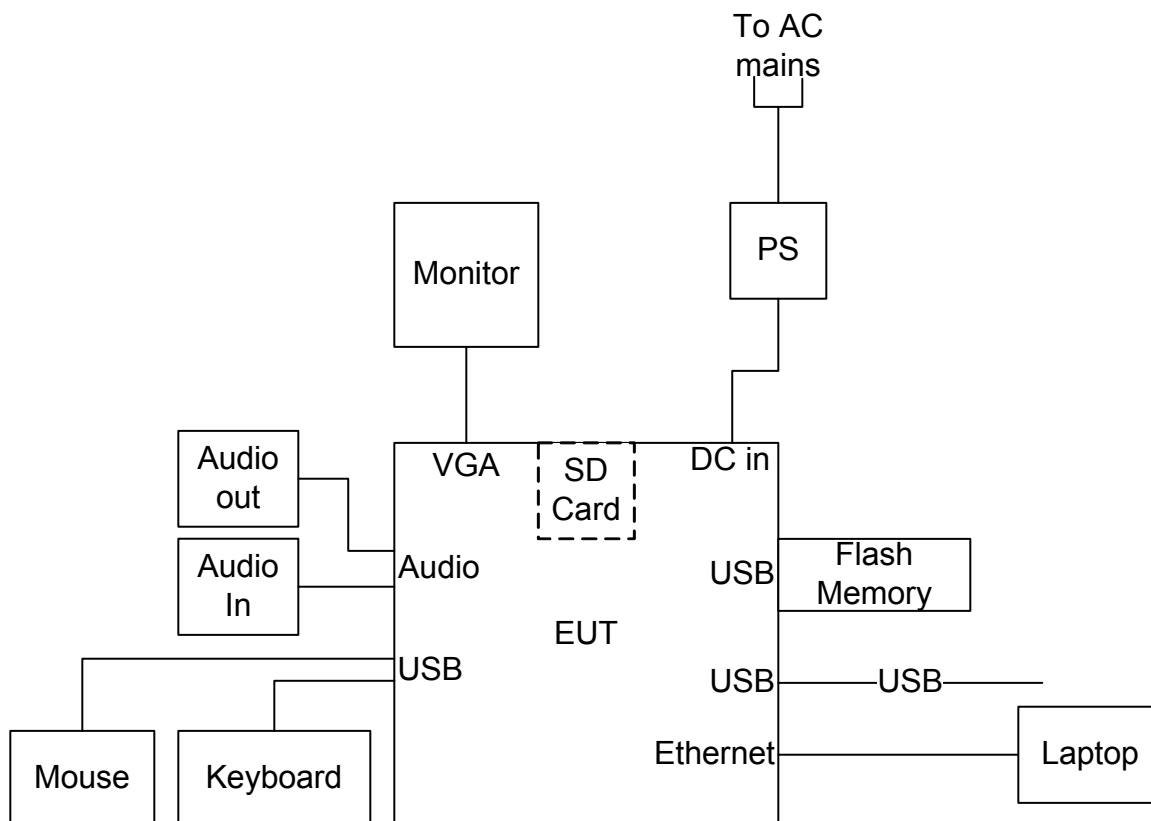 To AC
mains
PS
Monitor
Audio
out
VGA
SD
Card
DC in
Audio
In
Audio
USB
Flash
Memory
EUT
USB
USB
USB
Ethernet
Laptop
Mouse
Keyboard